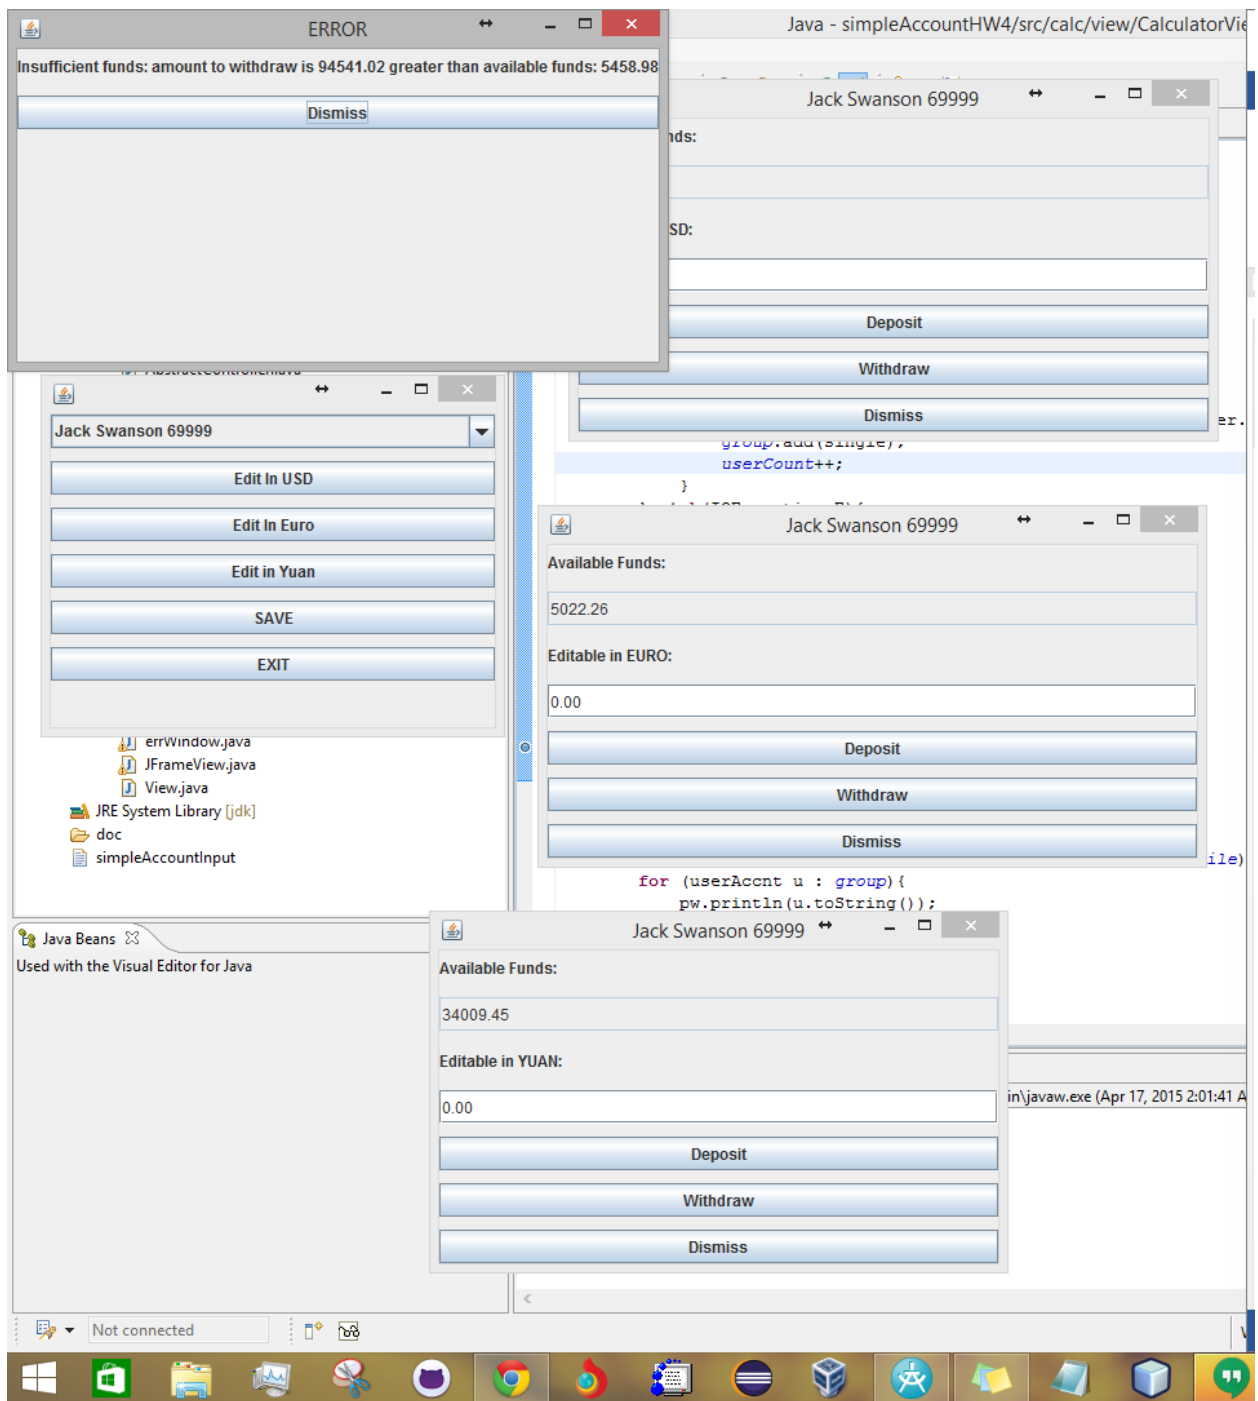 ERROR
Insufficient funds: amount to withdraw is 94541.02 greater than available funds: 5458.98
Dismiss
Java - simpleAccountHW4/src/calc/view/CalculatorVie
Jack Swanson 69999
nds:
SD:
Deposit
Withdraw
Dismiss
Jack Swanson 69999
Edit In USD
Edit In Euro
Edit in Yuan
SAVE
EXIT
er.
group.add(single);
userCount++;
}
Jack Swanson 69999
Available Funds:
5022.26
Editable in EURO:
0.00
Deposit
Withdraw
Dismiss
errWindow.java
JFrameView.java
View.java
JRE System Library [jdk]
doc
simpleAccountInput
ile)
for (userAccnt u : group){
pw.println(u.toString());
Java Beans
Used with the Visual Editor for Java
Jack Swanson 69999
Available Funds:
34009.45
Editable in YUAN:
0.00
Deposit
Withdraw
Dismiss
in\javaw.exe (Apr 17, 2015 2:01:41 A
Not connected